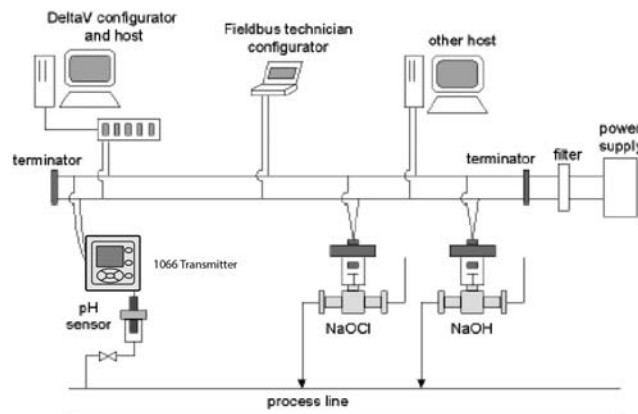 DeltaV configurator
and host
Fieldbus technician
configurator
other host
power
supply
filter
terminator
terminator
1066 Transmitter
pH
sensor
NaOCl
NaOH
process line